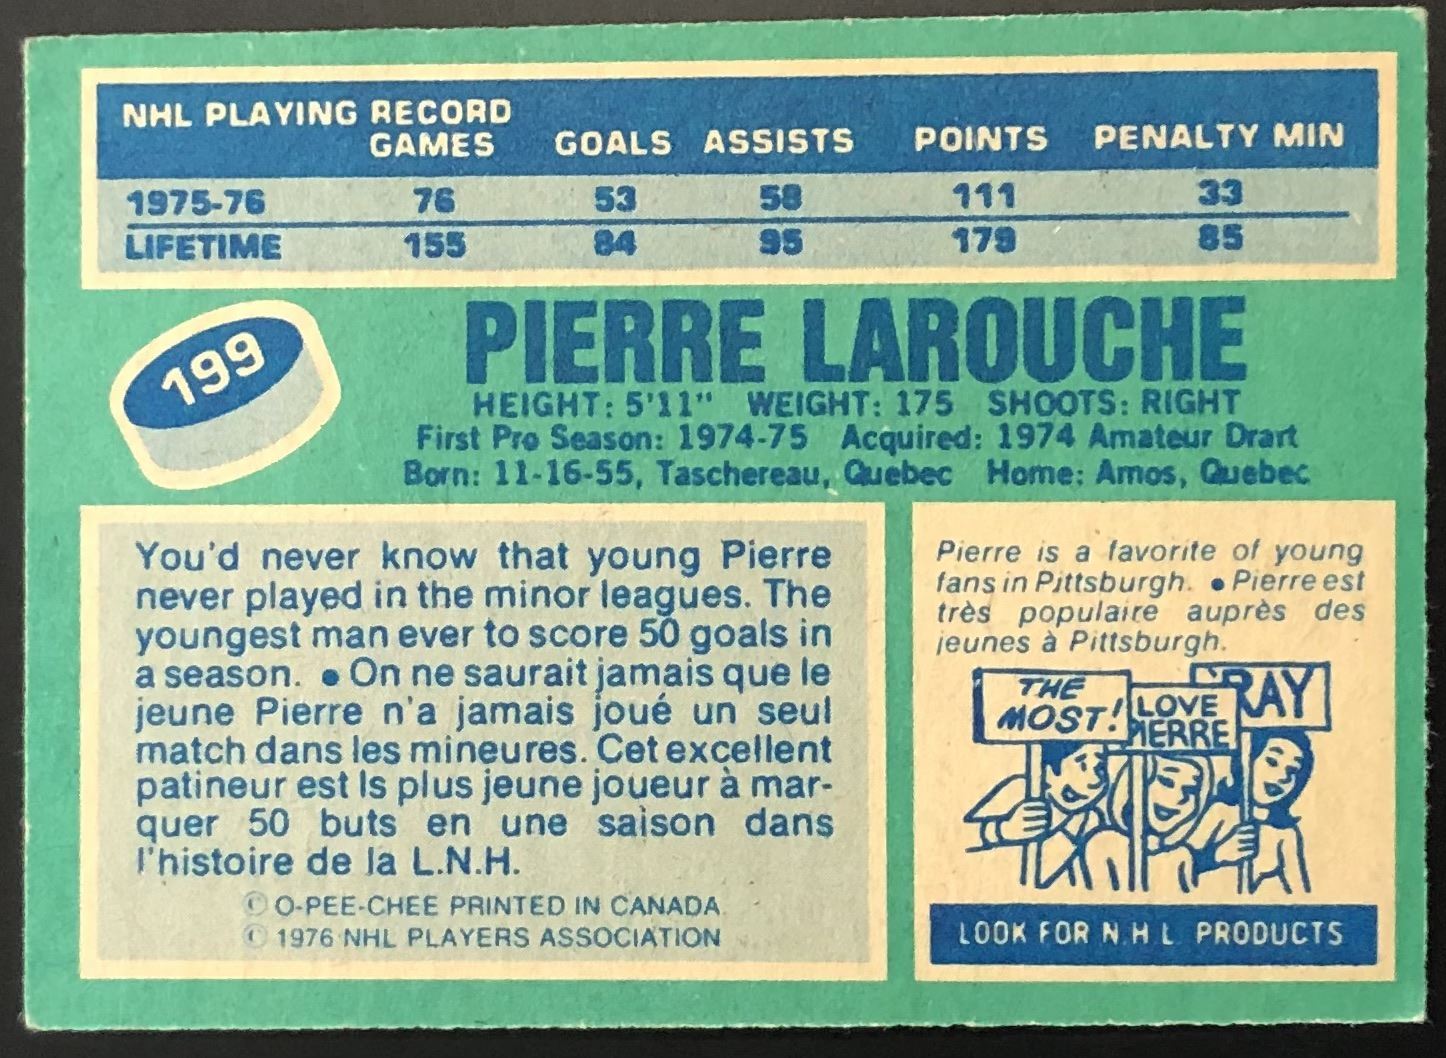 NHL PLAYING RECORD
GAMES GOALS ASSISTS POINTS PENALTY MIN
1975-76 76 53 58 111 33
LIFETIME 155 84 95 179 85
199
PIERRE LAROUCHE
HEIGHT: 5'11" WEIGHT: 175 SHOOTS: RIGHT
First Pro Season: 1974-75 Acquired: 1974 Amateur Drart
Born: 11-16-55, Taschereau, Quebec Home: Amos, Quebec
You'd never know that young Pierre
never played in the minor leagues. The
youngest man ever to score 50 goals in
a season. • On ne saurait jamais que le
jeune Pierre n'a jamais joué un seul
match dans les mineures. Cet excellent
patineur est ls plus jeune joueur à mar-
quer 50 buts en une saison dans
l'histoire de la L.N.H.
© O-PEE-CHEE PRINTED IN CANADA
© 1976 NHL PLAYERS ASSOCIATION
Pierre is a favorite of young
fans in Pittsburgh. • Pierre est
très populaire auprès des
jeunes à Pittsburgh.
THE
MOST!
LOVE
PIERRE
RAY
LOOK FOR N.H.L. PRODUCTS